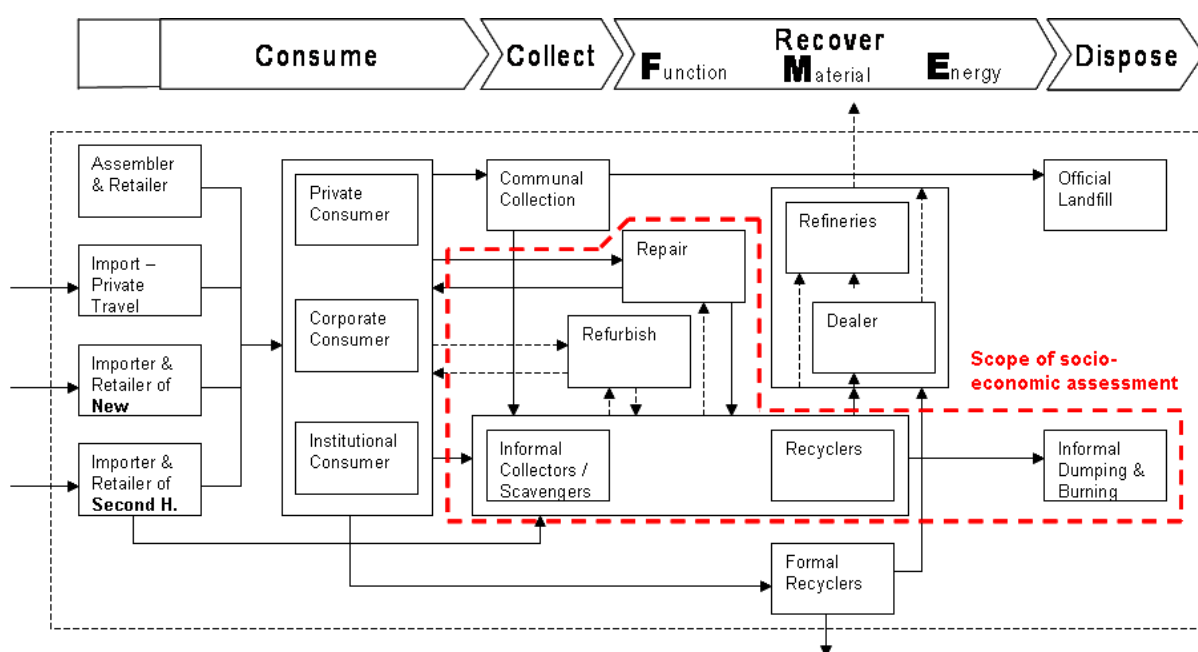 Consume
Collect
Recover
Function
Material
Energy
Dispose
Assembler
& Retailer
Import –
Private
Travel
Importer &
Retailer of
New
Importer &
Retailer of
Second H.
Private
Consumer
Corporate
Consumer
Institutional
Consumer
Communal
Collection
Repair
Refurbish
Informal
Collectors /
Scavengers
Recyclers
Refineries
Dealer
Formal
Recyclers
Official
Landfill
Scope of socio-
economic assessment
Informal
Dumping &
Burning